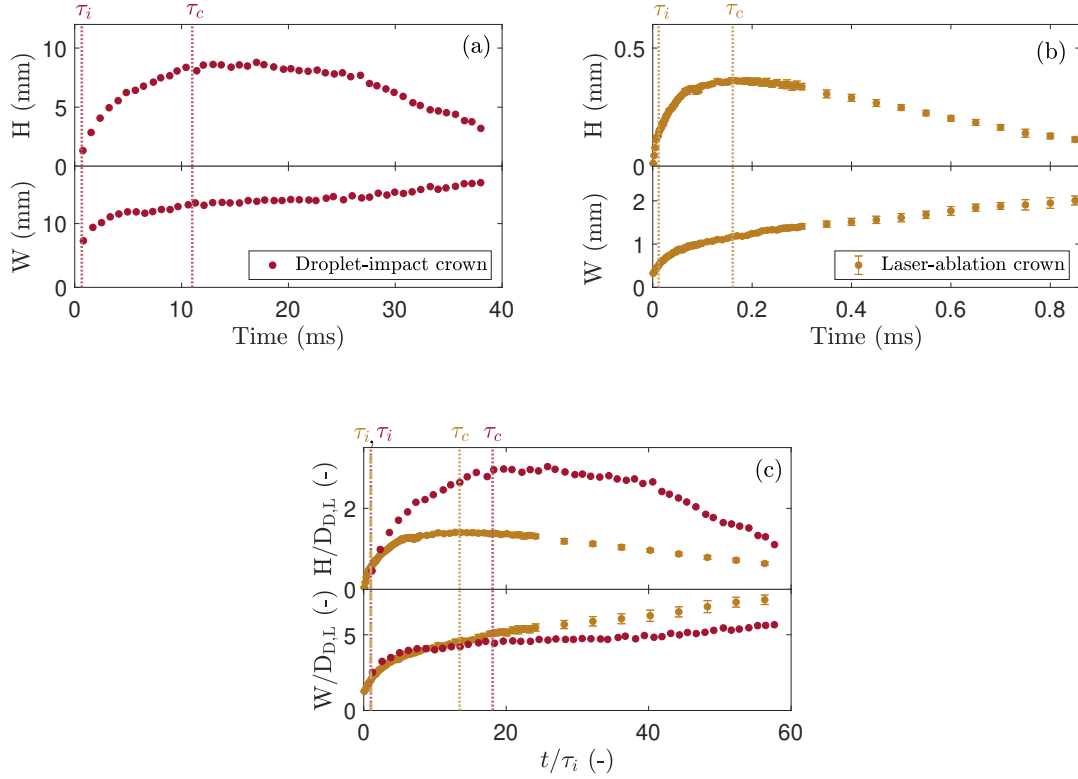 τi τc
(a)
10
5
0
H (mm)
10
0
W (mm)
Droplet-impact crown
0 10 20 30 40
Time (ms)
τi τc
(b)
0.5
0
H (mm)
2
1
0
W (mm)
Laser-ablation crown
0 0.2 0.4 0.6 0.8
Time (ms)
τi, τi τc τc
(c)
2
0
H/DD,L (-)
5
0
W/DD,L (-)
0 20 40 60
t/τi (-)